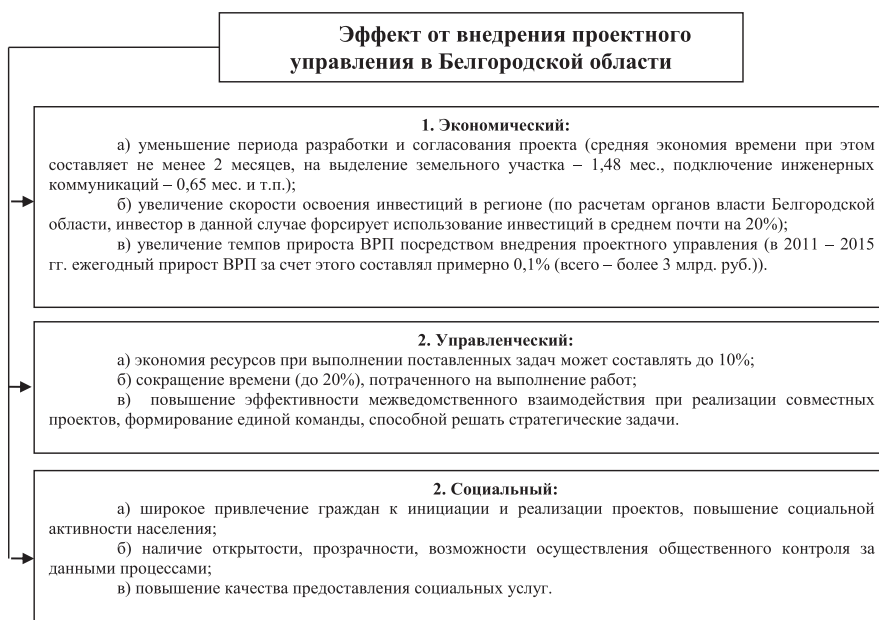 Эффект от внедрения проектного
управления в Белгородской области
1. Экономический:
а) уменьшение периода разработки и согласования проекта (средняя экономия времени при этом
составляет не менее 2 месяцев, на выделение земельного участка – 1,48 мес., подключение инженерных
коммуникаций – 0,65 мес. и т.п.);
б) увеличение скорости освоения инвестиций в регионе (по расчетам органов власти Белгородской
области, инвестор в данной случае форсирует использование инвестиций в среднем почти на 20%);
в) увеличение темпов прироста ВРП посредством внедрения проектного управления (в 2011 – 2015
гг. ежегодный прирост ВРП за счет этого составлял примерно 0,1% (всего – более 3 млрд. руб.)).
2. Управленческий:
а) экономия ресурсов при выполнении поставленных задач может составлять до 10%;
б) сокращение времени (до 20%), потраченного на выполнение работ;
в) повышение эффективности межведомственного взаимодействия при реализации совместных
проектов, формирование единой команды, способной решать стратегические задачи.
2. Социальный:
а) широкое привлечение граждан к инициации и реализации проектов, повышение социальной
активности населения;
б) наличие открытости, прозрачности, возможности осуществления общественного контроля за
данными процессами;
в) повышение качества предоставления социальных услуг.